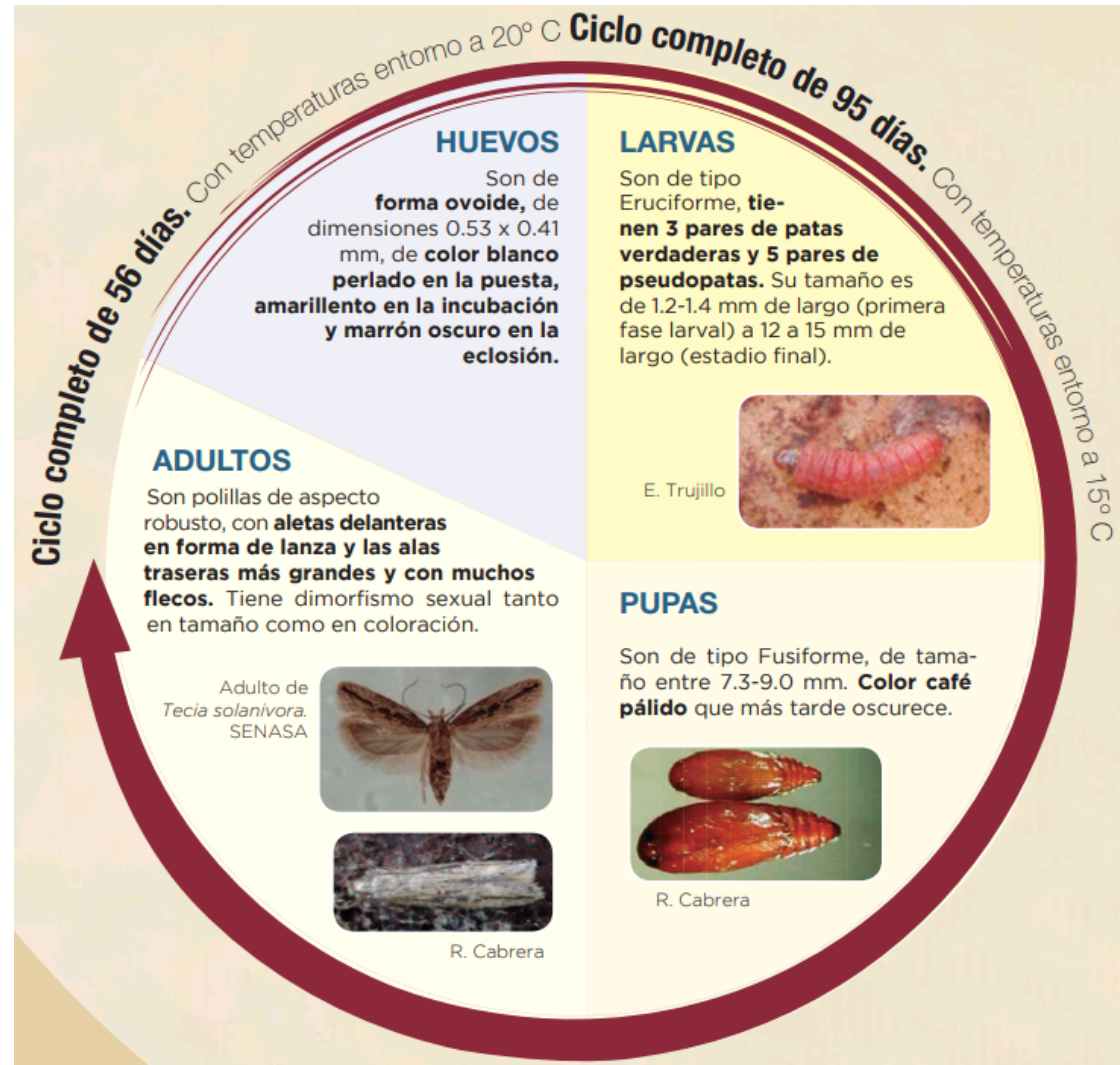 Ciclo completo de 56 días. Con temperaturas entorno a 20º C
Ciclo completo de 95 días. Con temperaturas entorno a 15º C
HUEVOS
Son de
forma ovoide, de
dimensiones 0.53 x 0.41
mm, de color blanco
perlado en la puesta,
amarillento en la incubación
y marrón oscuro en la
eclosión.
LARVAS
Son de tipo
Eruciforme, tie-
nen 3 pares de patas
verdaderas y 5 pares de
pseudopatas. Su tamaño es
de 1.2-1.4 mm de largo (primera
fase larval) a 12 a 15 mm de
largo (estadio final).
E. Trujillo
ADULTOS
Son polillas de aspecto
robusto, con aletas delanteras
en forma de lanza y las alas
traseras más grandes y con muchos
flecos. Tiene dimorfismo sexual tanto
en tamaño como en coloración.
Adulto de
Tecia solanivora.
SENASA
R. Cabrera
PUPAS
Son de tipo Fusiforme, de tama-
ño entre 7.3-9.0 mm. Color café
pálido que más tarde oscurece.
R. Cabrera